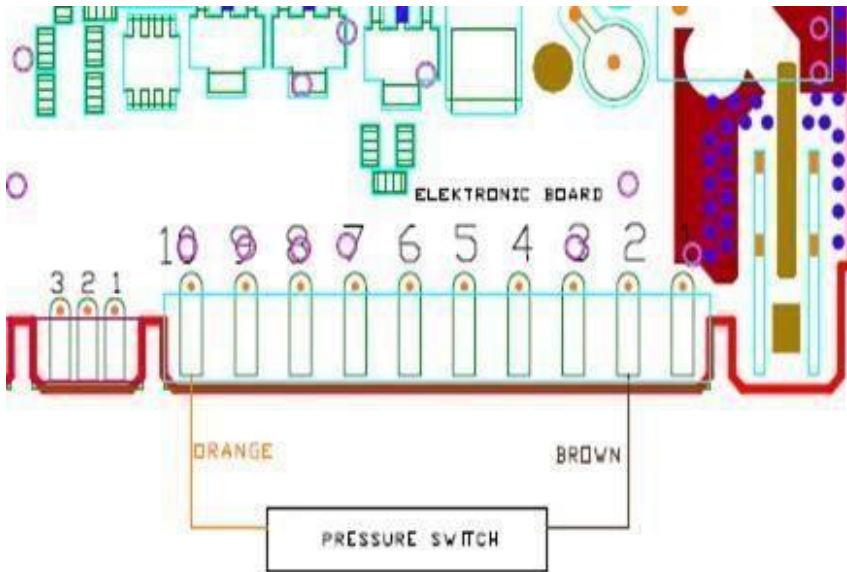 ELEKTRONIC BOARD
10 9 8 7 6 5 4 3 2 1
3 2 1
ORANGE
BROWN
PRESSURE SWITCH